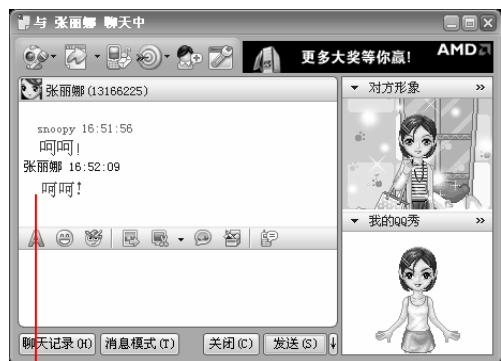 与 张丽娜 聊天中
更多大奖等你赢!
AMD
张丽娜 (13166225)
snoopy 16:51:56
呵呵!
张丽娜 16:52:09
呵呵!
对方形象 »
我的QQ秀 »
聊天记录(H) 消息模式(T) 关闭(C) 发送(S)